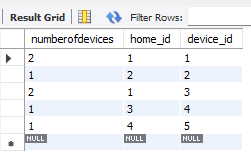 Result Grid Filter Rows:
numberofdevices home_id device_id
2 1 1
1 2 2
2 1 3
1 3 4
1 4 5
NULL NULL NULL